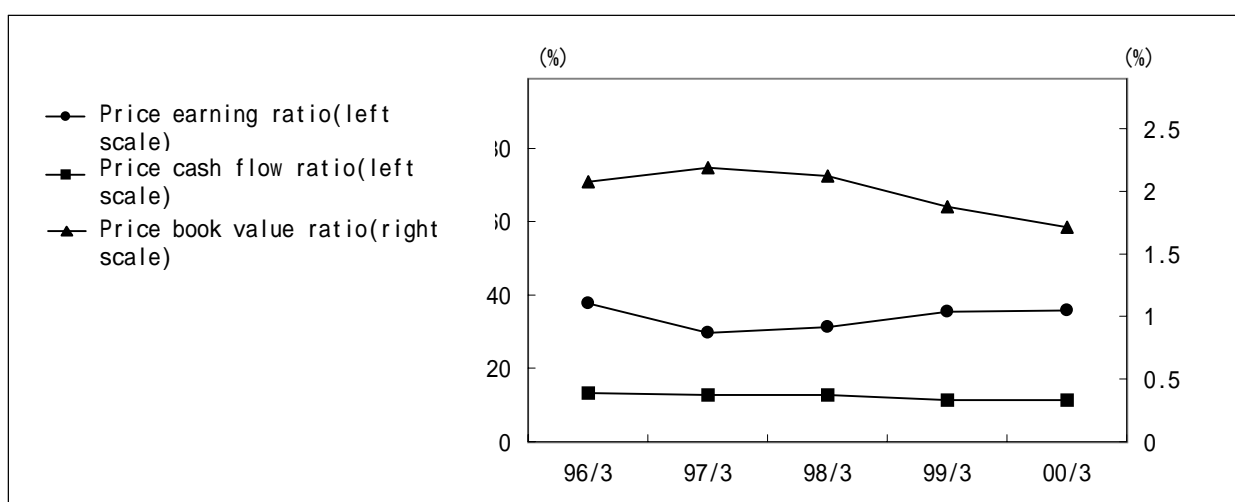 (%)
(%)
Price earning ratio(left
scale)
Price cash flow ratio(left
scale)
Price book value ratio(right
scale)
80
60
40
20
0
2.5
2
1.5
1
0.5
0
96/3 97/3 98/3 99/3 00/3